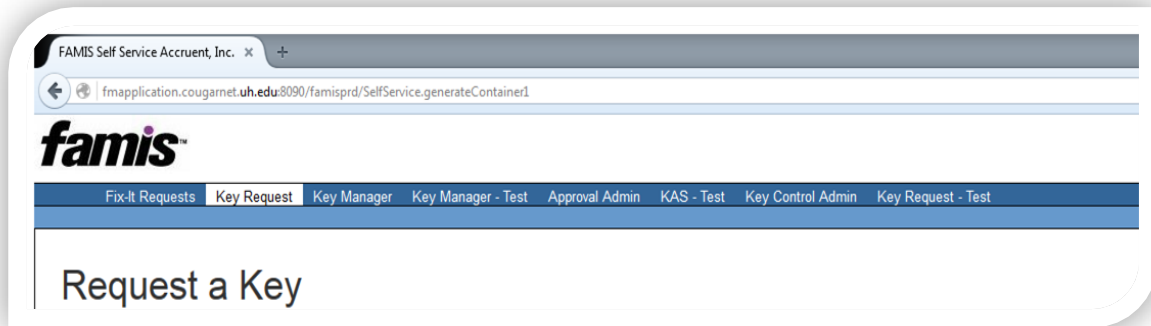 FAMIS Self Service Accruent, Inc. × +
fmapplication.cougarnet.uh.edu:8090/famisprd/SelfService.generateContainer1
famis™
Fix-It Requests Key Request Key Manager Key Manager - Test Approval Admin KAS - Test Key Control Admin Key Request - Test
Request a Key